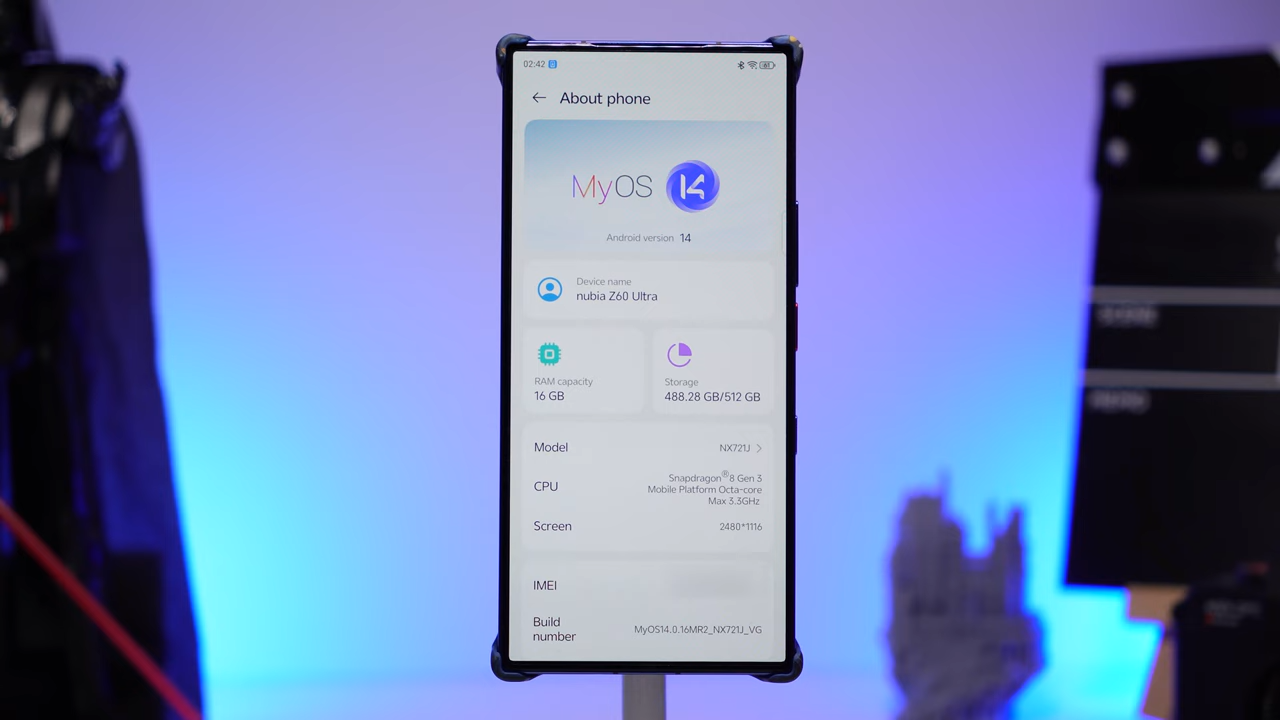 02:42
About phone
MyOS 14
Android version 14
Device name
nubia Z60 Ultra
RAM capacity
16 GB
Storage
488.28 GB/512 GB
Model NX721J
CPU Snapdragon®8 Gen 3
Mobile Platform Octa-core
Max 3.3GHz
Screen 2480*1116
IMEI
Build
number MyOS14.0.16MR2_NX721J_VG